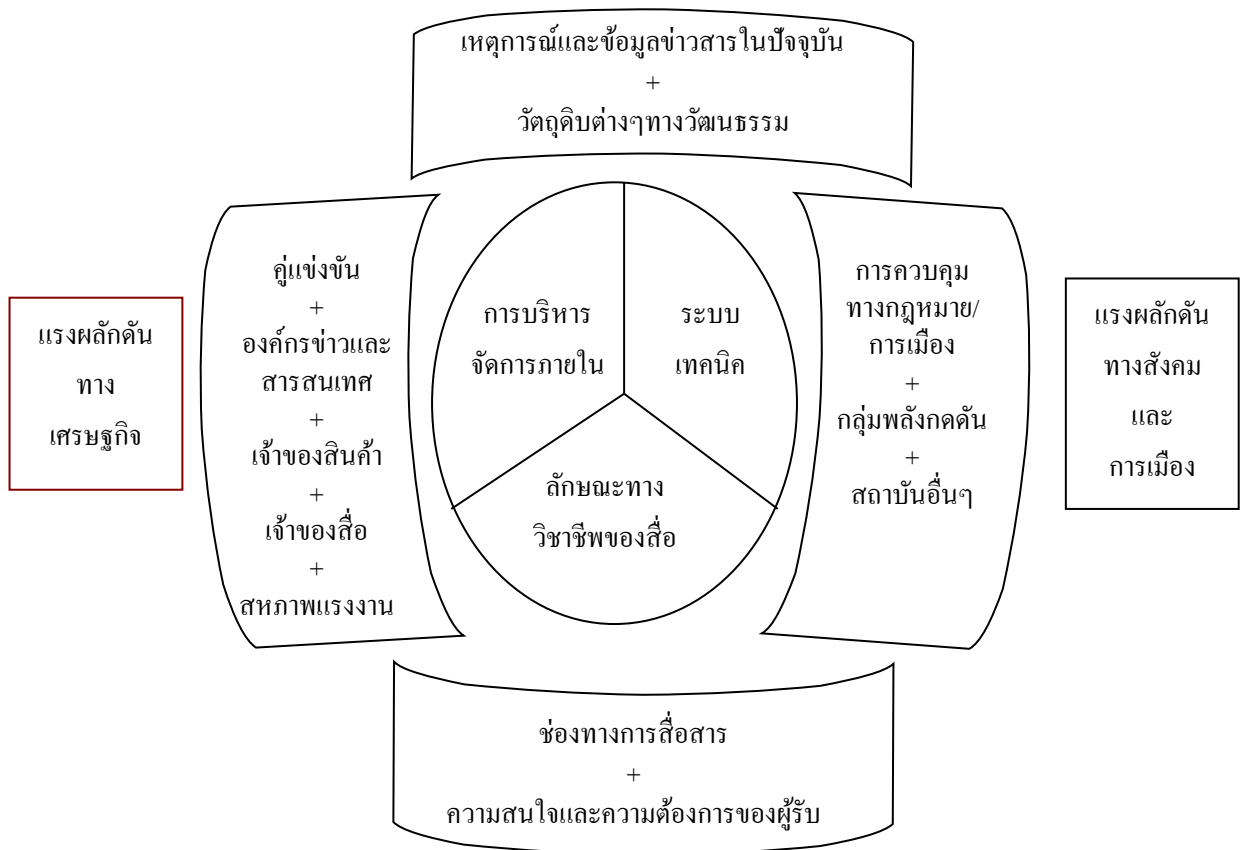 เหตุการณ์และข้อมูลข่าวสารในปัจจุบัน
+
วัตถุดิบต่างๆทางวัฒนธรรม
แรงผลักดัน
ทาง
เศรษฐกิจ
คู่แข่งขัน
+
องค์กรข่าวและ
สารสนเทศ
+
เจ้าของสินค้า
+
เจ้าของสื่อ
+
สหภาพแรงงาน
การบริหาร
จัดการภายใน
ระบบ
เทคนิค
ลักษณะทาง
วิชาชีพของสื่อ
การควบคุม
ทางกฎหมาย/
การเมือง
+
กลุ่มพลังกดดัน
+
สถาบันอื่นๆ
แรงผลักดัน
ทางสังคม
และ
การเมือง
ช่องทางการสื่อสาร
+
ความสนใจและความต้องการของผู้รับ